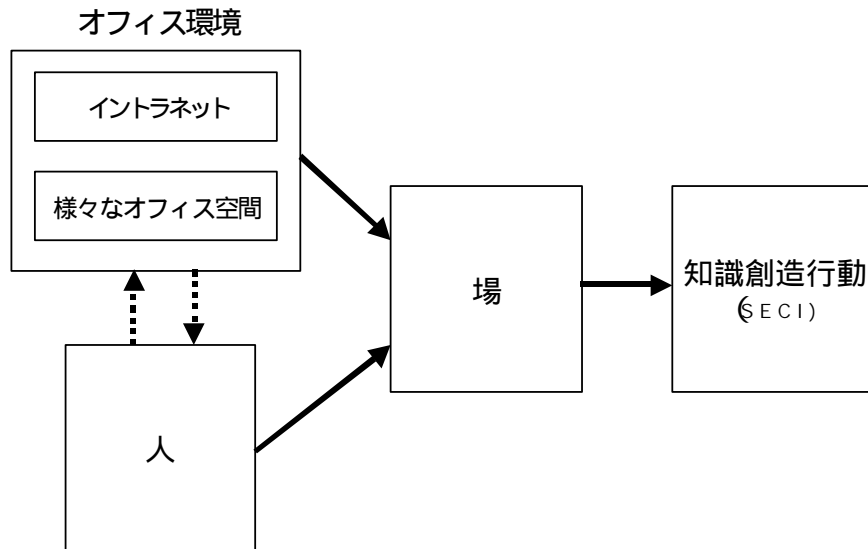 オフィス環境
イントラネット
様々なオフィス空間
人
場
知識創造行動
(SECI)